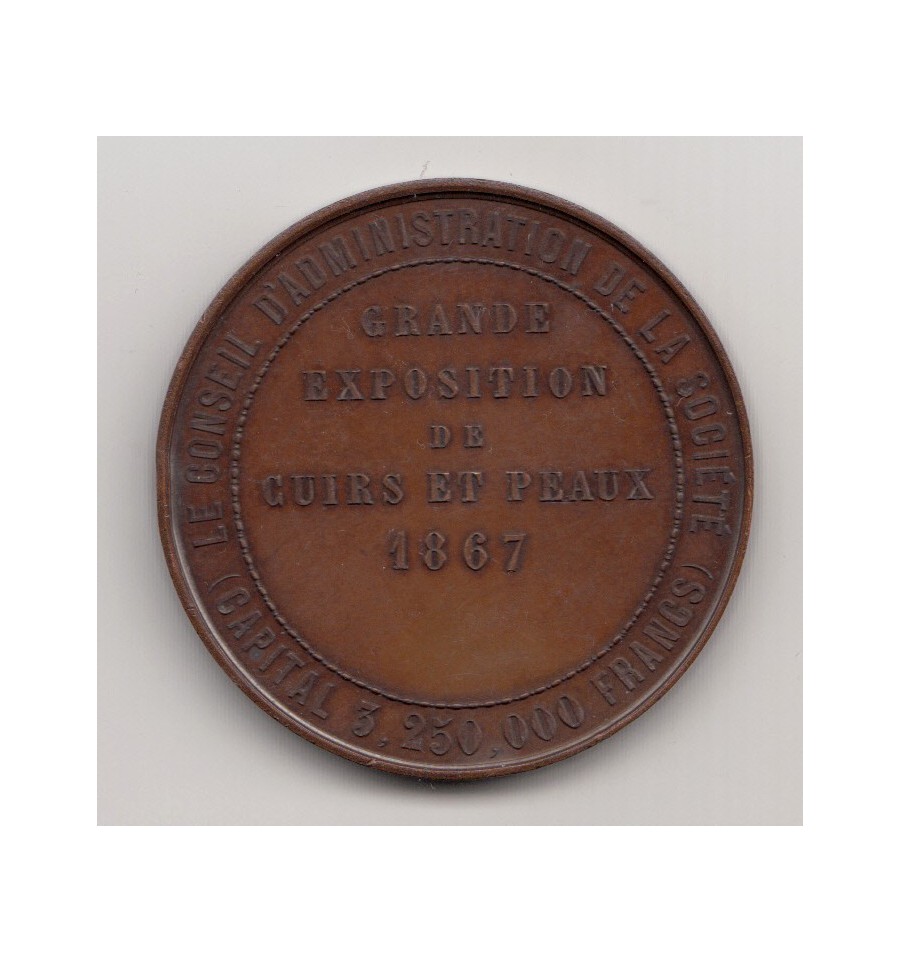 LE CONSEIL D'ADMINISTRATION DE LA SOCIÉTÉ
(CAPITAL 3,250,000 FRANCS)
GRANDE
EXPOSITION
DE
CUIRS ET PEAUX
1867